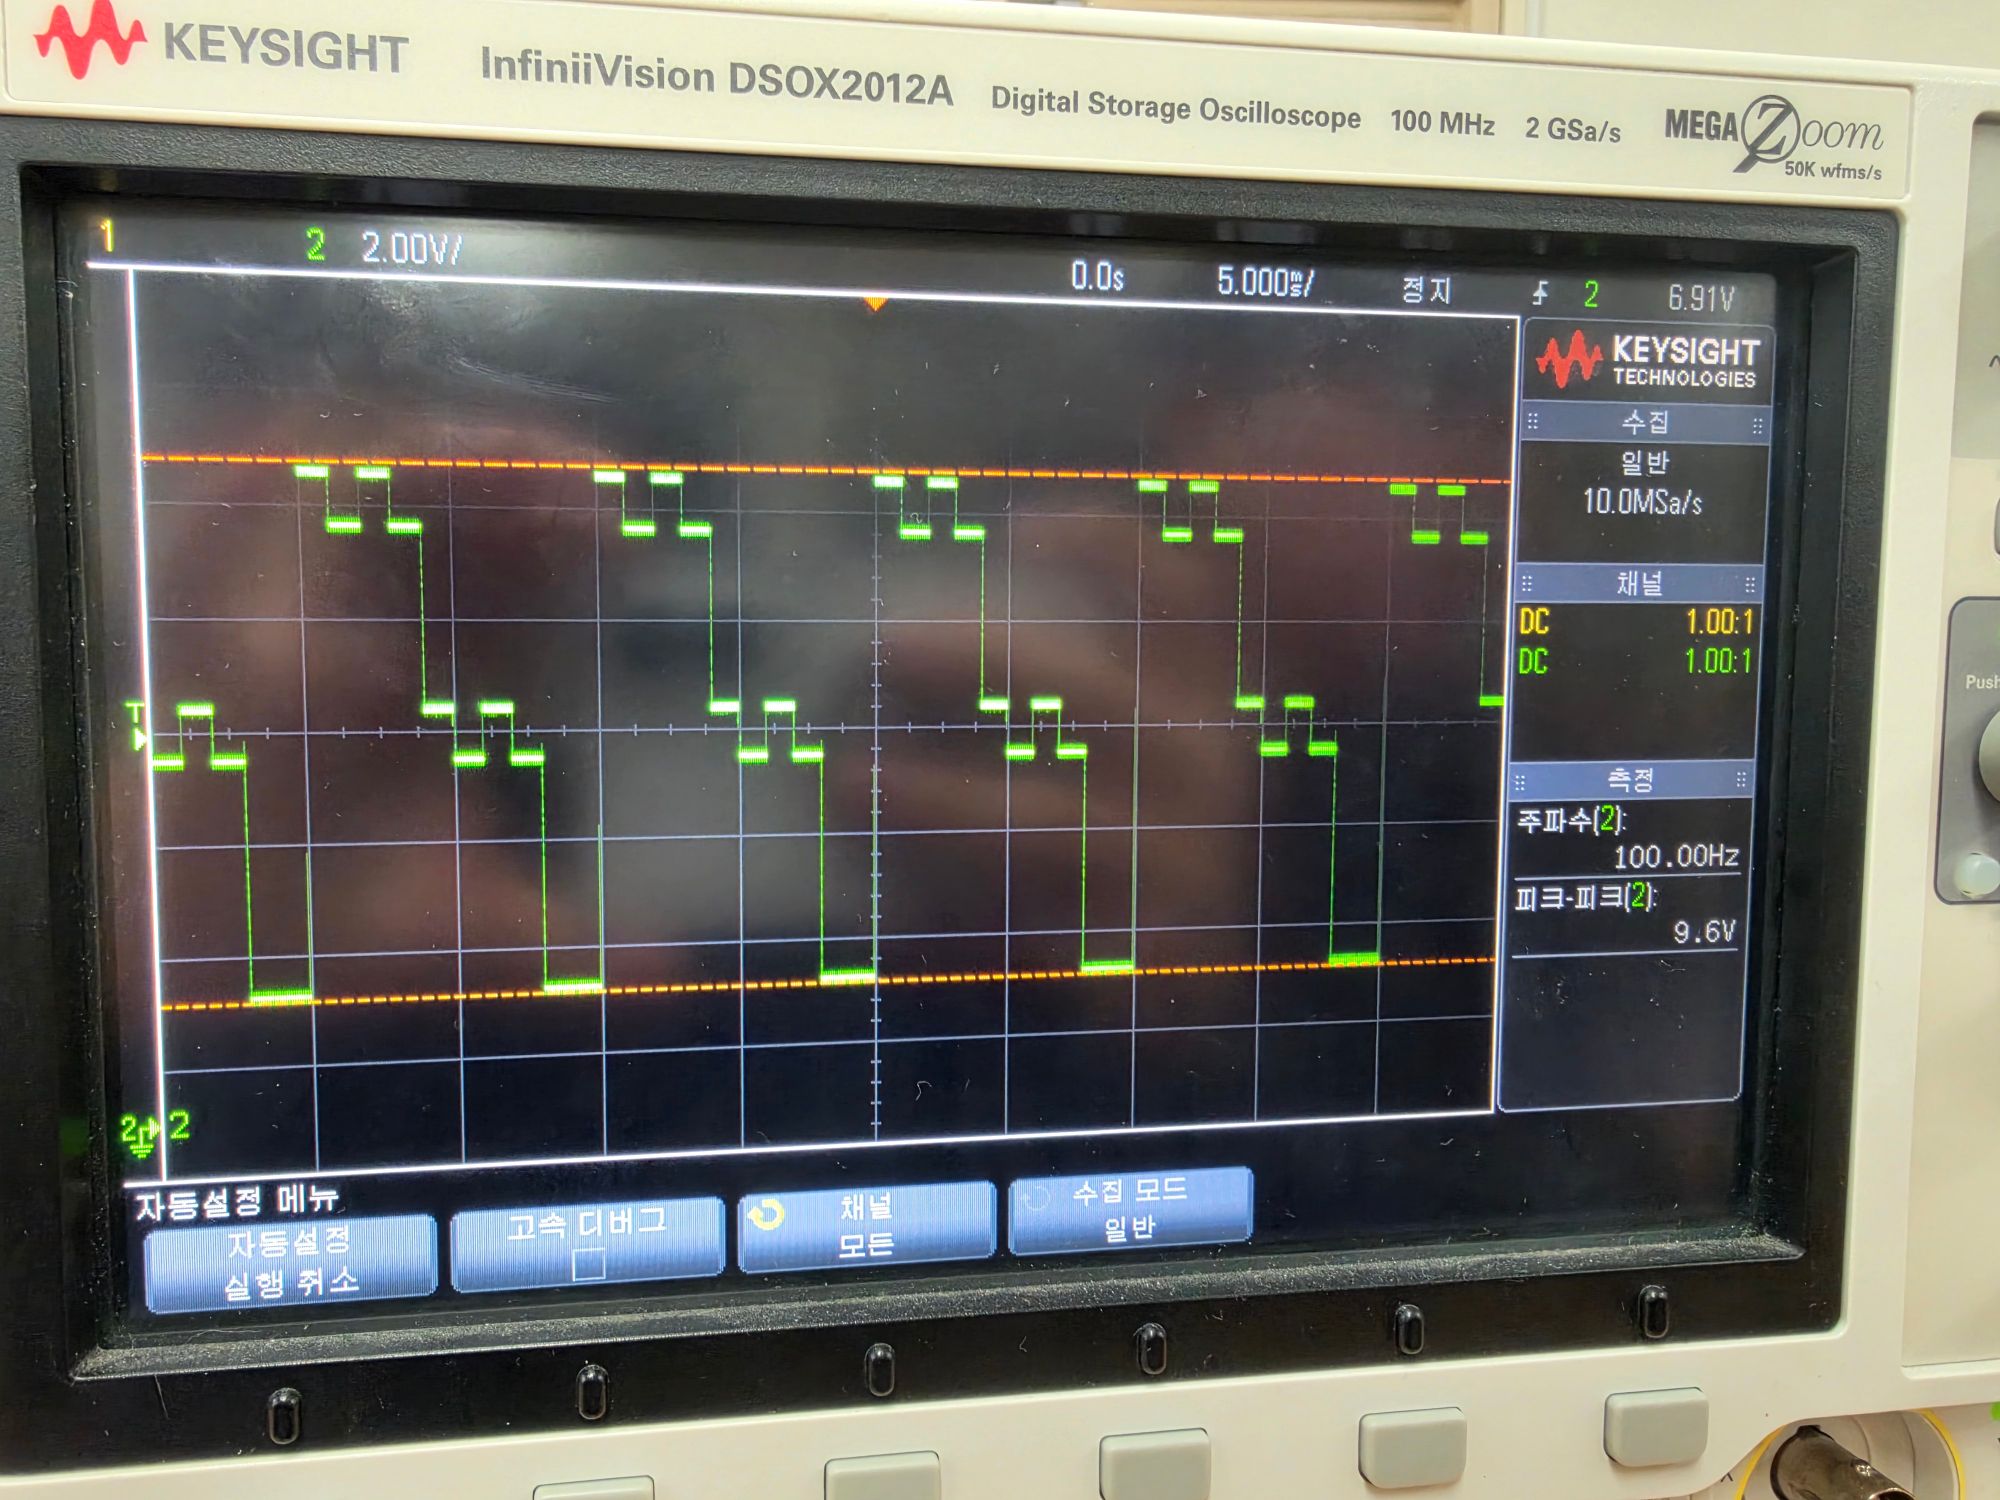 KEYSIGHT InfiniiVision DSOX2012A Digital Storage Oscilloscope 100 MHz 2 GSa/s MEGA Zoom
50K wfms/s
1 2 2.00V/ 0.0s 5.000ms/ 정지 2 6.91V
KEYSIGHT
TECHNOLOGIES
수집
일반
10.0MSa/s
채널
DC 1.00:1
DC 1.00:1
Push
T
측정
주파수(2):
100.00Hz
피크-피크(2):
9.6V
2 2
자동설정 메뉴
자동설정
실행 취소
고속 디버그
채널
모든
수집 모드
일반